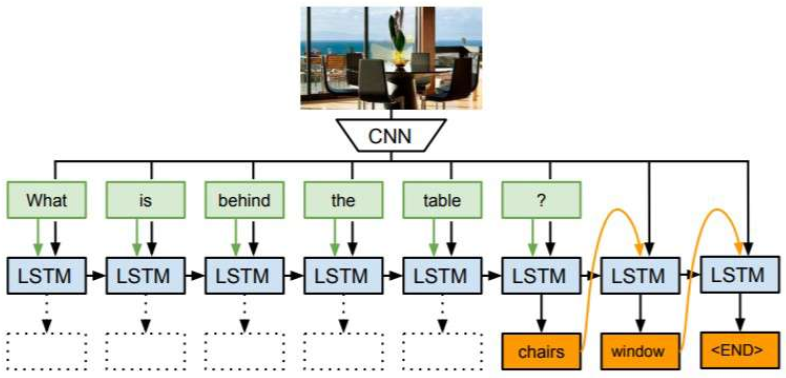 CNN
What is behind the table ?
LSTM LSTM LSTM LSTM LSTM LSTM LSTM LSTM
chairs window <END>